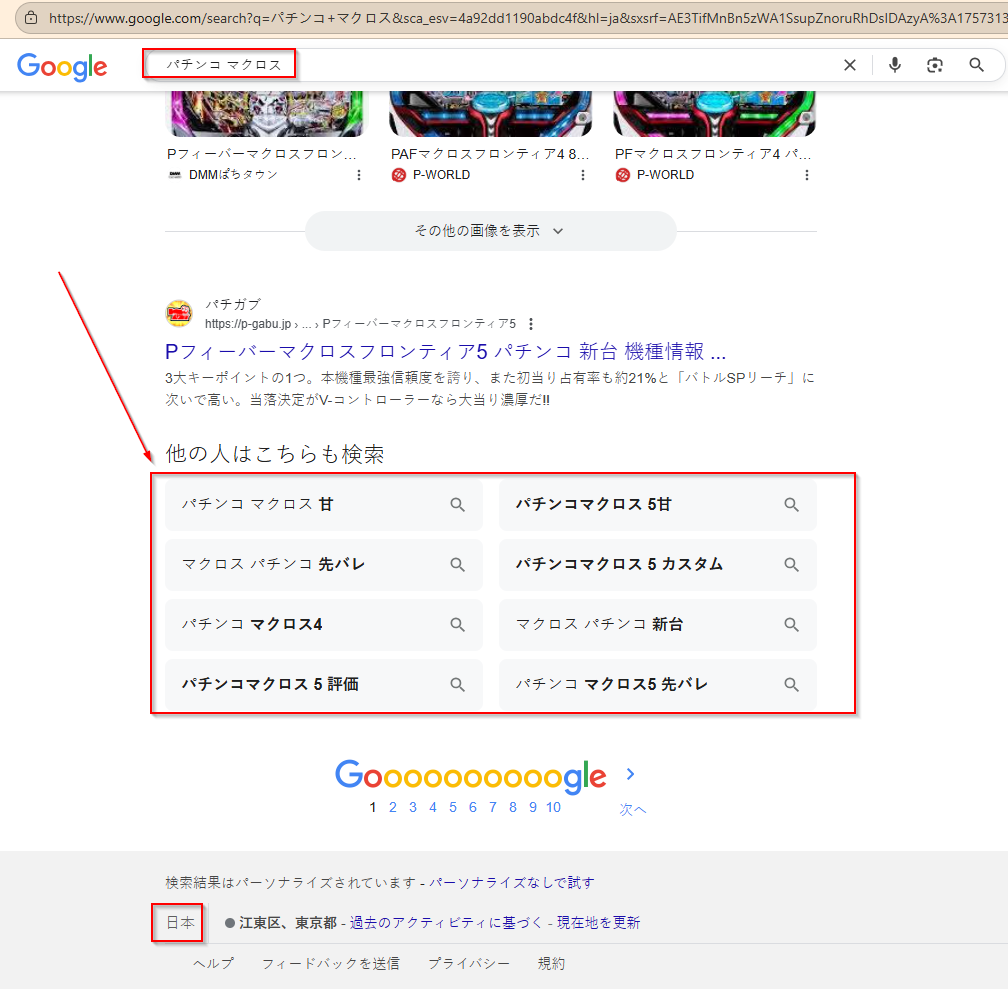 https://www.google.com/search?q=パチンコ+マクロス&sca_esv=4a92dd1190abdc4f&hl=ja&sxsrf=AE3TifMnBn5zWA1SsupZnoruRhDsIDAzyA%3A1757313
Google
パチンコ マクロス
Pフィーバーマクロスフロン...
PAFマクロスフロンティア4 8...
PFマクロスフロンティア4 パ...
DMMぱちタウン
P-WORLD
P-WORLD
その他の画像を表示
パチガブ
https://p-gabu.jp › ... › Pフィーバーマクロスフロンティア5
Pフィーバーマクロスフロンティア5 パチンコ 新台 機種情報 ...
3大キーポイントの1つ。本機種最強信頼度を誇り、また初当り占有率も約21%と「バトルSPリーチ」に
次いで高い。当落決定がV-コントローラーなら大当り濃厚だ!!
他の人はこちらも検索
パチンコ マクロス 甘
パチンコマクロス 5甘
マクロス パチンコ 先バレ
パチンコマクロス 5 カスタム
パチンコ マクロス4
マクロス パチンコ 新台
パチンコマクロス 5 評価
パチンコ マクロス5 先バレ
Goooooooooogle
1 2 3 4 5 6 7 8 9 10 次へ
検索結果はパーソナライズされています - パーソナライズなしで試す
日本
江東区、東京都 - 過去のアクティビティに基づく - 現在地を更新
ヘルプ フィードバックを送信 プライバシー 規約